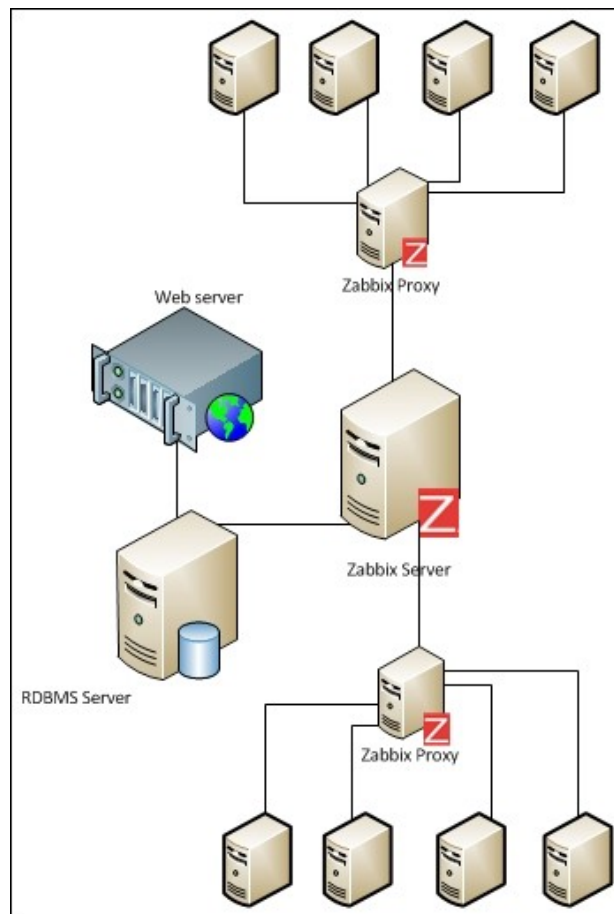 Zabbix Proxy
Web server
Zabbix Server
RDBMS Server
Zabbix Proxy